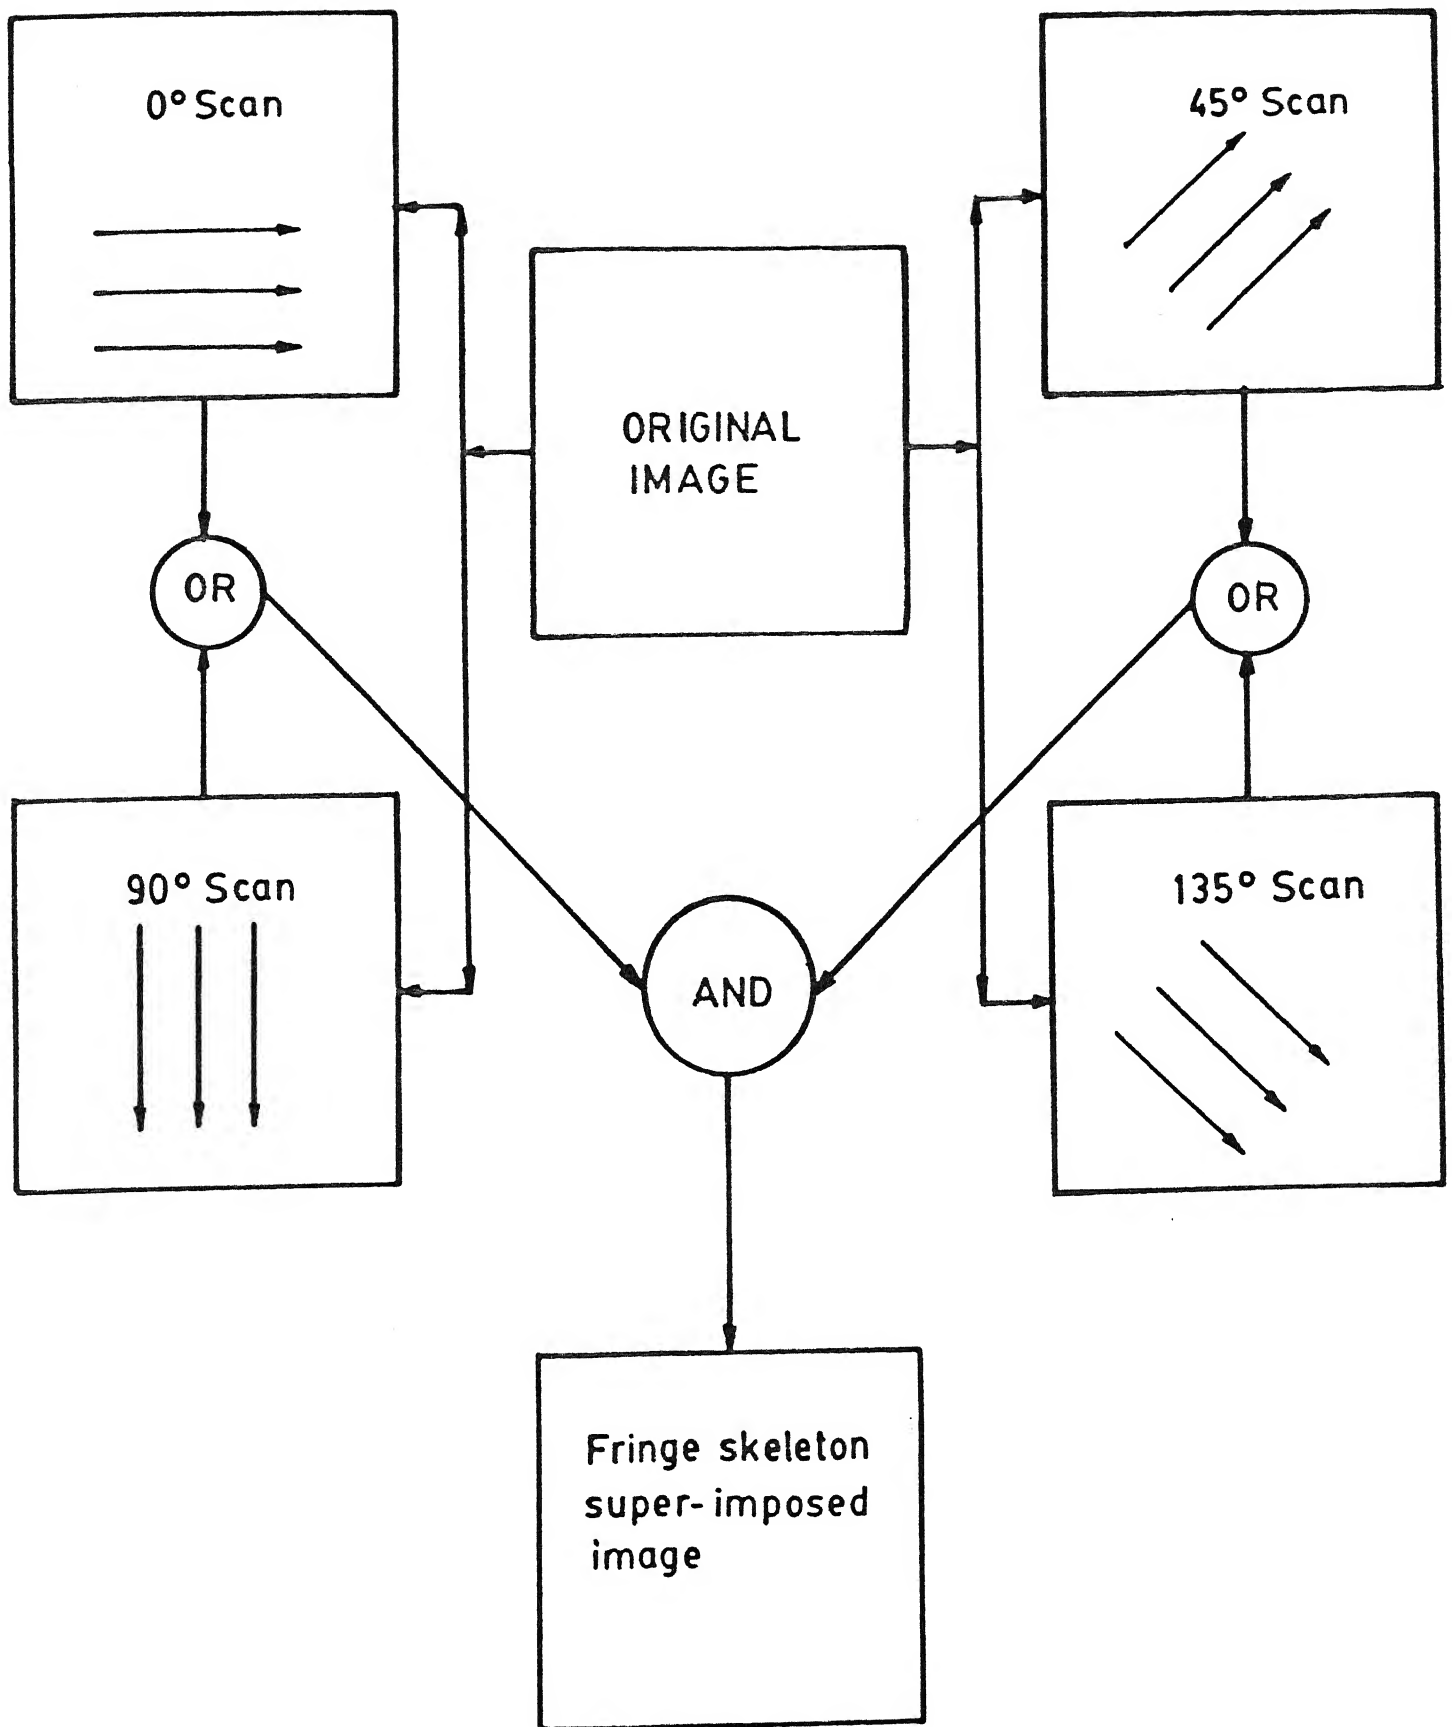 0° Scan
45° Scan
ORIGINAL
IMAGE
OR
OR
90° Scan
135° Scan
AND
Fringe skeleton
super-imposed
image